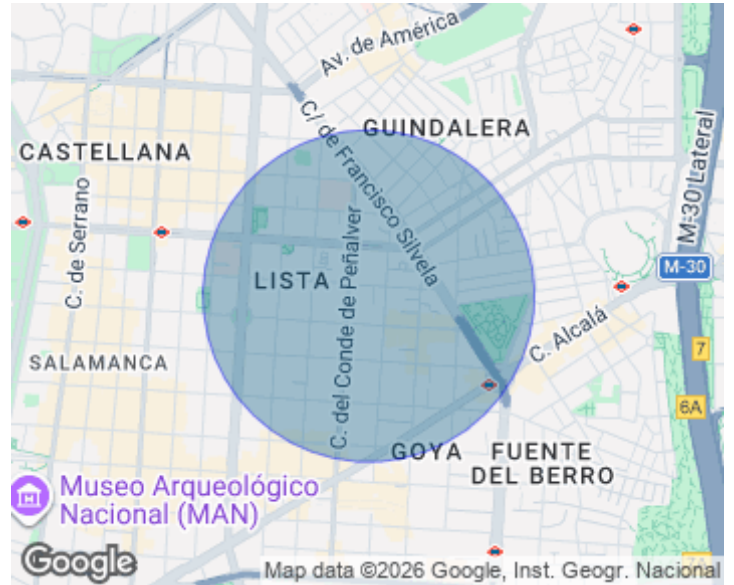 Av. de América
GUINDALERA
C/ de Francisco Silvela
CASTELLANA
M-30 Lateral
C. de Serrano
C. del Conde de Peñalver
LISTA
M-30
C. Alcalá
7
SALAMANCA
6A
GOYA
FUENTE
DEL BERRO
Museo Arqueológico
Nacional (MAN)
Google
Map data ©2026 Google, Inst. Geogr. Nacional